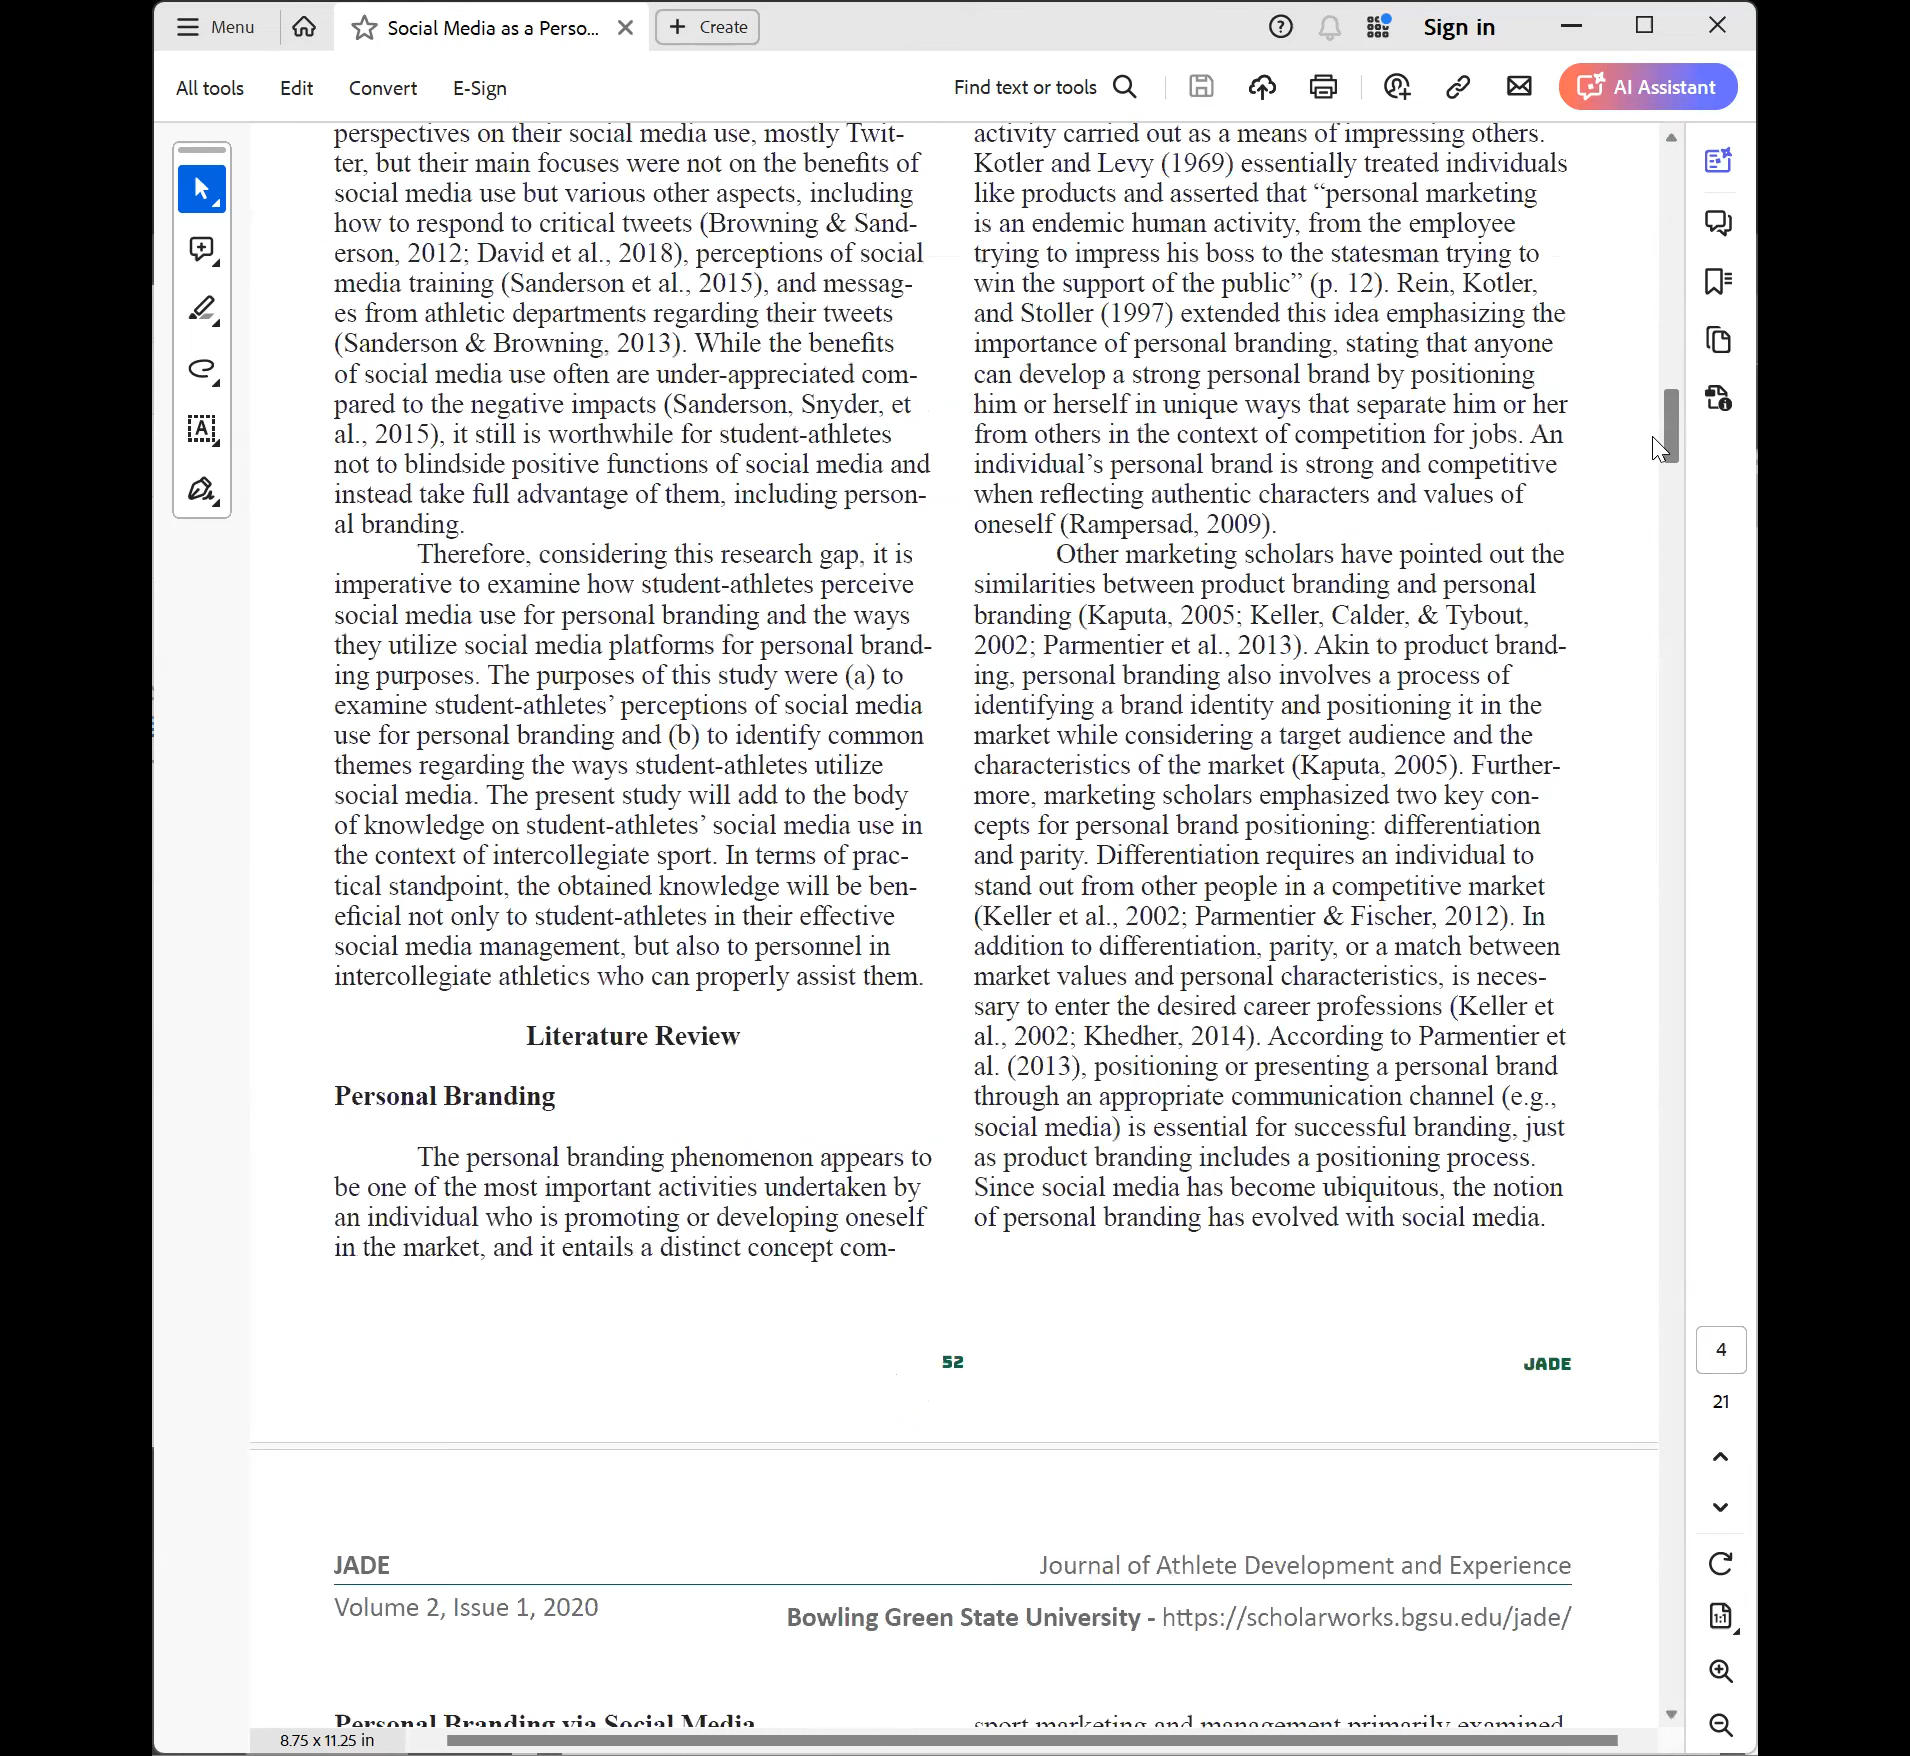 Menu
Social Media as a Perso...
Create
Sign in
All tools
Edit
Convert
E-Sign
Find text or tools
AI Assistant
perspectives on their social media use, mostly Twit-
ter, but their main focuses were not on the benefits of
social media use but various other aspects, including
how to respond to critical tweets (Browning & Sand-
erson, 2012; David et al., 2018), perceptions of social
media training (Sanderson et al., 2015), and messag-
es from athletic departments regarding their tweets
(Sanderson & Browning, 2013). While the benefits
of social media use often are under-appreciated com-
pared to the negative impacts (Sanderson, Snyder, et
al., 2015), it still is worthwhile for student-athletes
not to blindside positive functions of social media and
instead take full advantage of them, including person-
al branding.
Therefore, considering this research gap, it is
imperative to examine how student-athletes perceive
social media use for personal branding and the ways
they utilize social media platforms for personal brand-
ing purposes. The purposes of this study were (a) to
examine student-athletes’ perceptions of social media
use for personal branding and (b) to identify common
themes regarding the ways student-athletes utilize
social media. The present study will add to the body
of knowledge on student-athletes’ social media use in
the context of intercollegiate sport. In terms of prac-
tical standpoint, the obtained knowledge will be ben-
eficial not only to student-athletes in their effective
social media management, but also to personnel in
intercollegiate athletics who can properly assist them.
Literature Review
Personal Branding
The personal branding phenomenon appears to
be one of the most important activities undertaken by
an individual who is promoting or developing oneself
in the market, and it entails a distinct concept com-
activity carried out as a means of impressing others.
Kotler and Levy (1969) essentially treated individuals
like products and asserted that “personal marketing
is an endemic human activity, from the employee
trying to impress his boss to the statesman trying to
win the support of the public” (p. 12). Rein, Kotler,
and Stoller (1997) extended this idea emphasizing the
importance of personal branding, stating that anyone
can develop a strong personal brand by positioning
him or herself in unique ways that separate him or her
from others in the context of competition for jobs. An
individual’s personal brand is strong and competitive
when reflecting authentic characters and values of
oneself (Rampersad, 2009).
Other marketing scholars have pointed out the
similarities between product branding and personal
branding (Kaputa, 2005; Keller, Calder, & Tybout,
2002; Parmentier et al., 2013). Akin to product brand-
ing, personal branding also involves a process of
identifying a brand identity and positioning it in the
market while considering a target audience and the
characteristics of the market (Kaputa, 2005). Further-
more, marketing scholars emphasized two key con-
cepts for personal brand positioning: differentiation
and parity. Differentiation requires an individual to
stand out from other people in a competitive market
(Keller et al., 2002; Parmentier & Fischer, 2012). In
addition to differentiation, parity, or a match between
market values and personal characteristics, is neces-
sary to enter the desired career professions (Keller et
al., 2002; Khedher, 2014). According to Parmentier et
al. (2013), positioning or presenting a personal brand
through an appropriate communication channel (e.g.,
social media) is essential for successful branding, just
as product branding includes a positioning process.
Since social media has become ubiquitous, the notion
of personal branding has evolved with social media.
52
JADE
4
21
JADE
Journal of Athlete Development and Experience
Volume 2, Issue 1, 2020
Bowling Green State University - https://scholarworks.bgsu.edu/jade/
Personal Branding via Social Media
sport marketing and management primarily examined
8.75 x 11.25 in